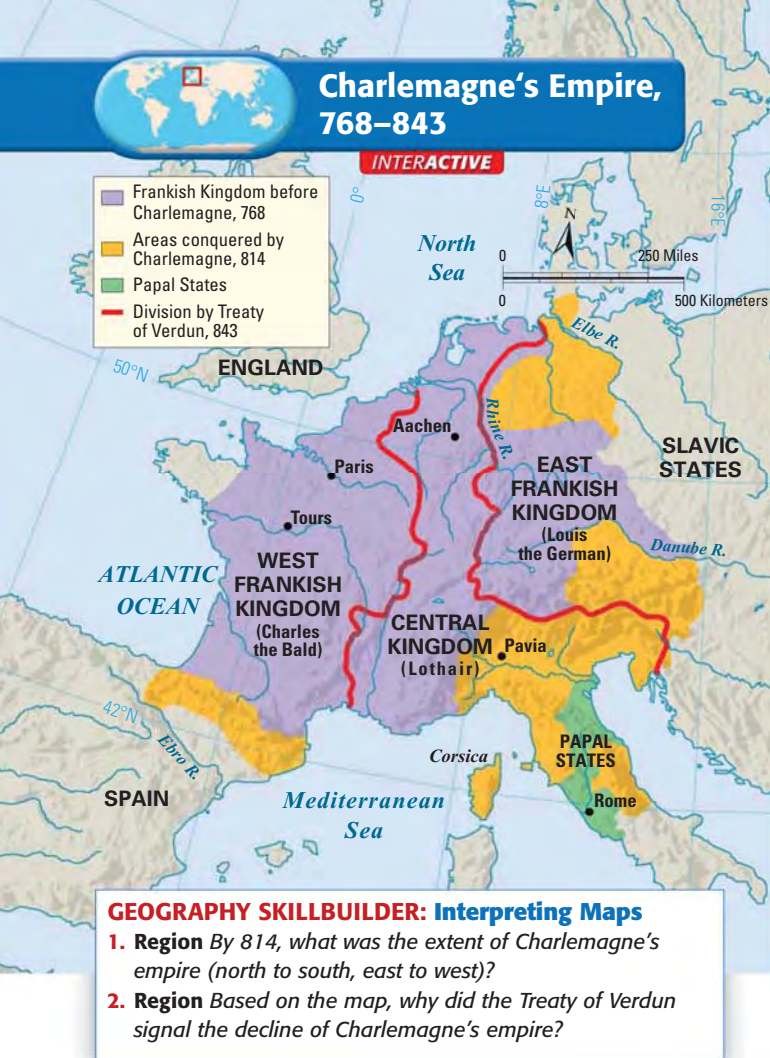 Charlemagne‘s Empire,
768–843
INTERACTIVE
Frankish Kingdom before
Charlemagne, 768
Areas conquered by
Charlemagne, 814
Papal States
Division by Treaty
of Verdun, 843
0°
8°E
16°E
N
North
Sea
0
250 Miles
0
500 Kilometers
Elbe R.
50°N
ENGLAND
Rhine R.
Aachen
SLAVIC
STATES
Paris
EAST
FRANKISH
KINGDOM
(Louis
the German)
Tours
Danube R.
ATLANTIC
OCEAN
WEST
FRANKISH
KINGDOM
(Charles
the Bald)
CENTRAL
KINGDOM
(Lothair)
Pavia
42°N
Ebro R.
Corsica
PAPAL
STATES
SPAIN
Mediterranean
Sea
Rome
GEOGRAPHY SKILLBUILDER: Interpreting Maps
1. Region By 814, what was the extent of Charlemagne’s
empire (north to south, east to west)?
2. Region Based on the map, why did the Treaty of Verdun
signal the decline of Charlemagne’s empire?